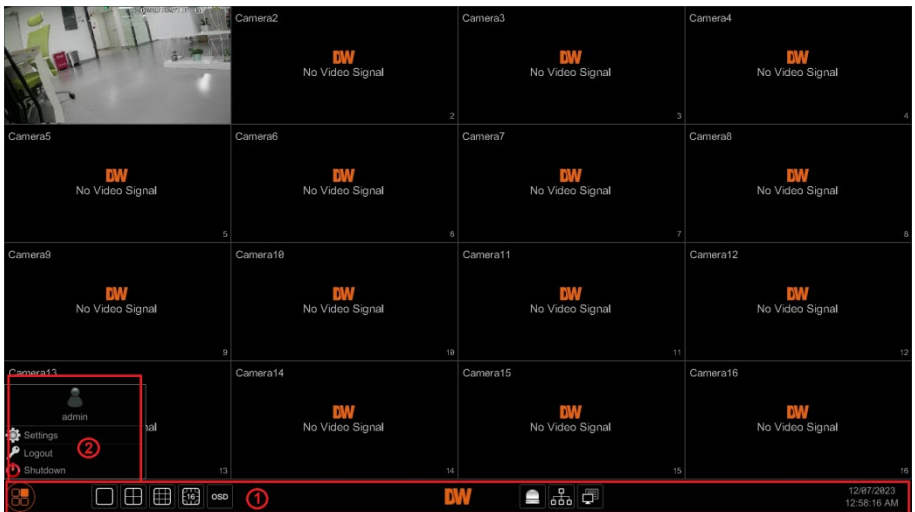 Camera2
DW
No Video Signal
2
Camera3
DW
No Video Signal
3
Camera4
DW
No Video Signal
4
Camera5
DW
No Video Signal
5
Camera6
DW
No Video Signal
6
Camera7
DW
No Video Signal
7
Camera8
DW
No Video Signal
8
Camera9
DW
No Video Signal
9
Camera10
DW
No Video Signal
10
Camera11
DW
No Video Signal
11
Camera12
DW
No Video Signal
12
Camera13
13
Camera14
DW
No Video Signal
14
Camera15
DW
No Video Signal
15
Camera16
DW
No Video Signal
16
admin
Settings
Logout
Shutdown
2
16
OSD
1
DW
12/07/2023
12:58:16 AM